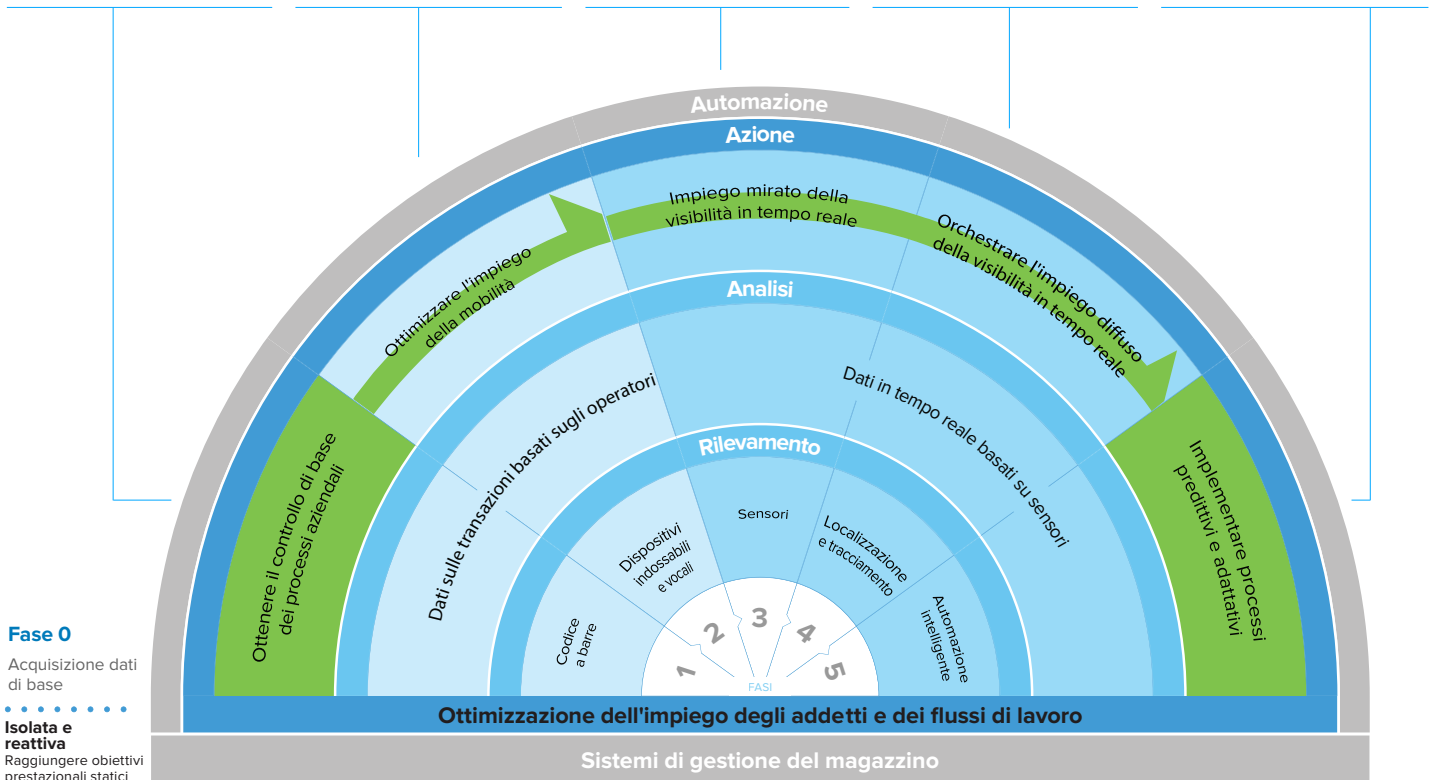 Automazione
Azione
Impiego mirato della
visibilità in tempo reale
Ottimizzare l'impiego
della mobilità
Orchestrare l'impiego diffuso
della visibilità in tempo reale
Analisi
Dati sulle transazioni basati sugli operatori
Dati in tempo reale basati su sensori
Ottenere il controllo di base
dei processi aziendali
Implementare processi
predittivi e adattativi
Rilevamento
Codice
a barre
Dispositivi
indossabili
e vocali
Sensori
Localizzazione
e tracciamento
Automazione
intelligente
1
2
3
4
5
FASI
Fase 0
Acquisizione dati
di base
Isolata e
reattiva
Raggiungere obiettivi
prestazionali statici
Ottimizzazione dell'impiego degli addetti e dei flussi di lavoro
Sistemi di gestione del magazzino